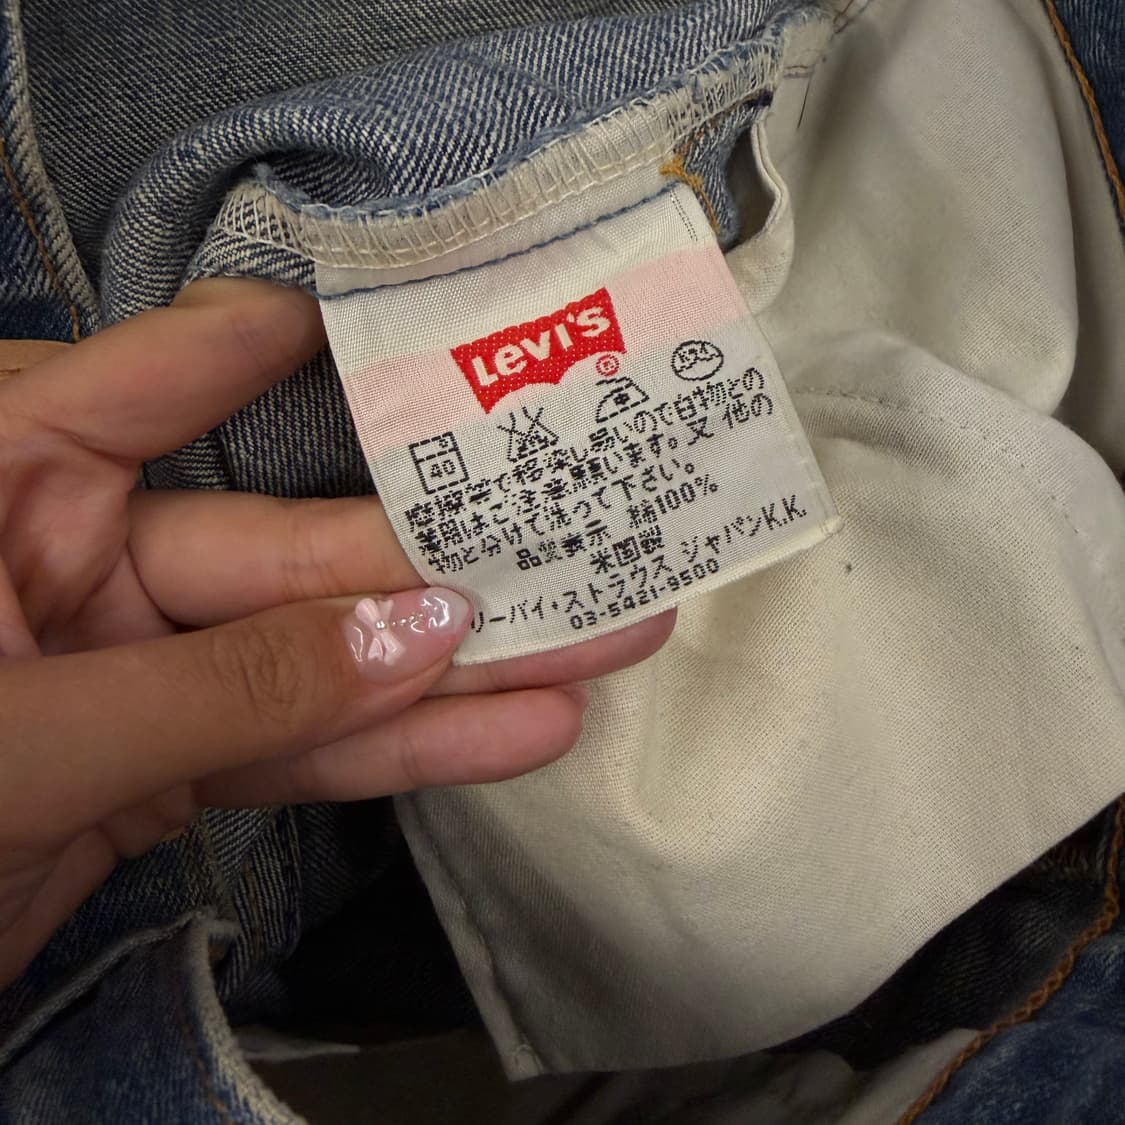 Levi's
®
ドライ
40
摩擦等で移染し易いので白物との
着用はご注意願います。又 他の
物と分けて洗って下さい。
品質表示 綿100%
米国製
リーバイ・ストラウス ジャパンK.K.
03-5421-9500